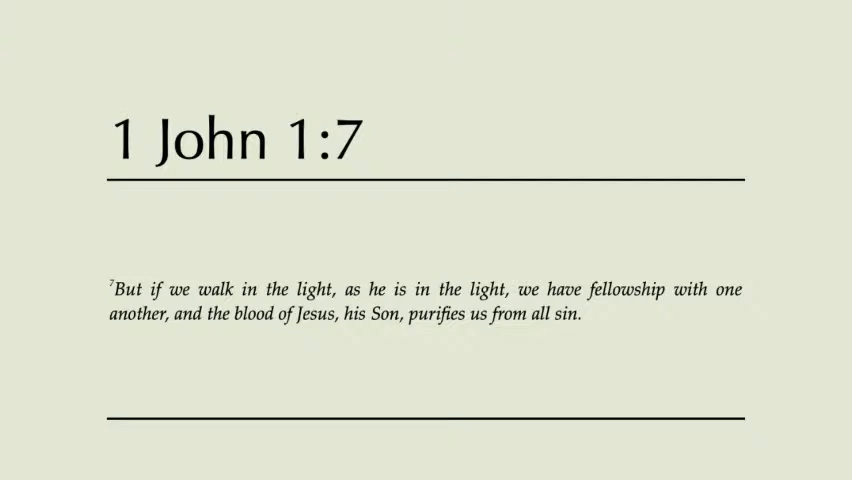 1 John 1:7
⁷But if we walk in the light, as he is in the light, we have fellowship with one
another, and the blood of Jesus, his Son, purifies us from all sin.